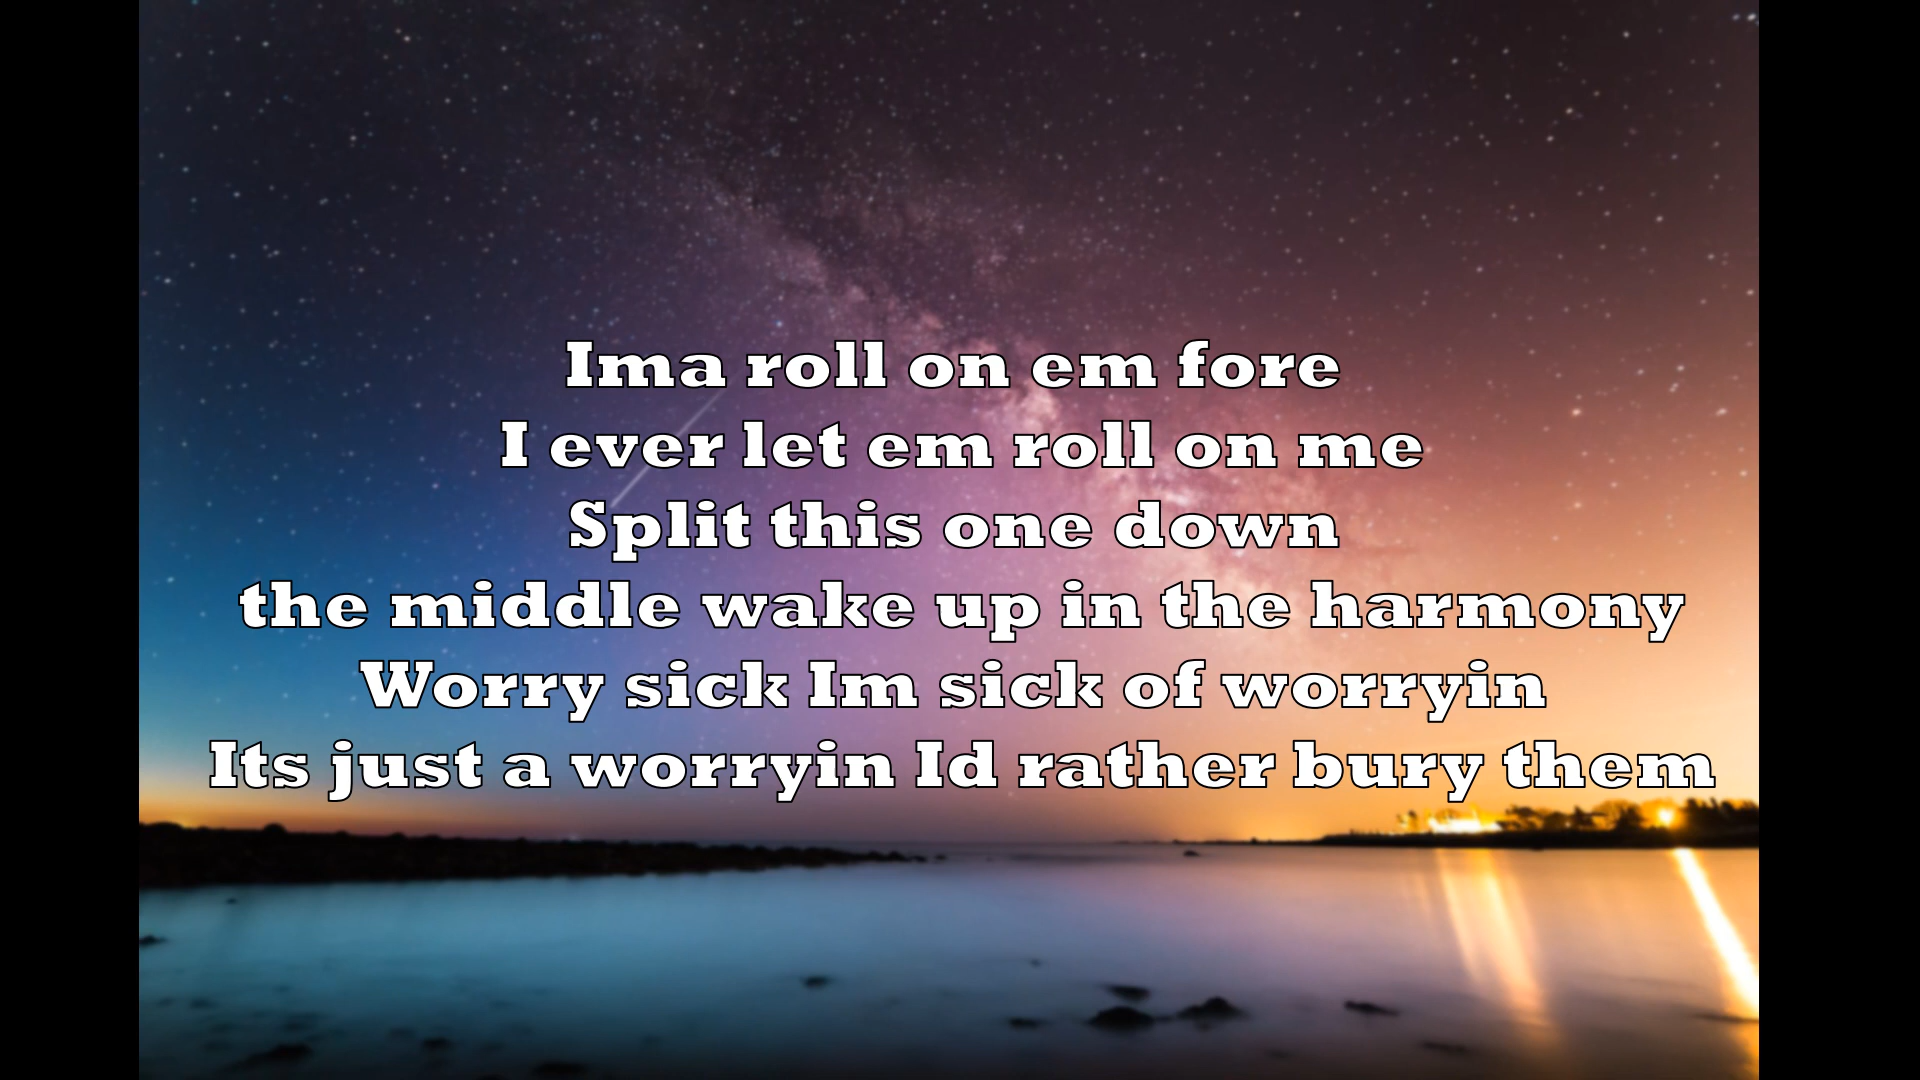 Ima roll on em fore
I ever let em roll on me
Split this one down
the middle wake up in the harmony
Worry sick Im sick of worryin
Its just a worryin Id rather bury them